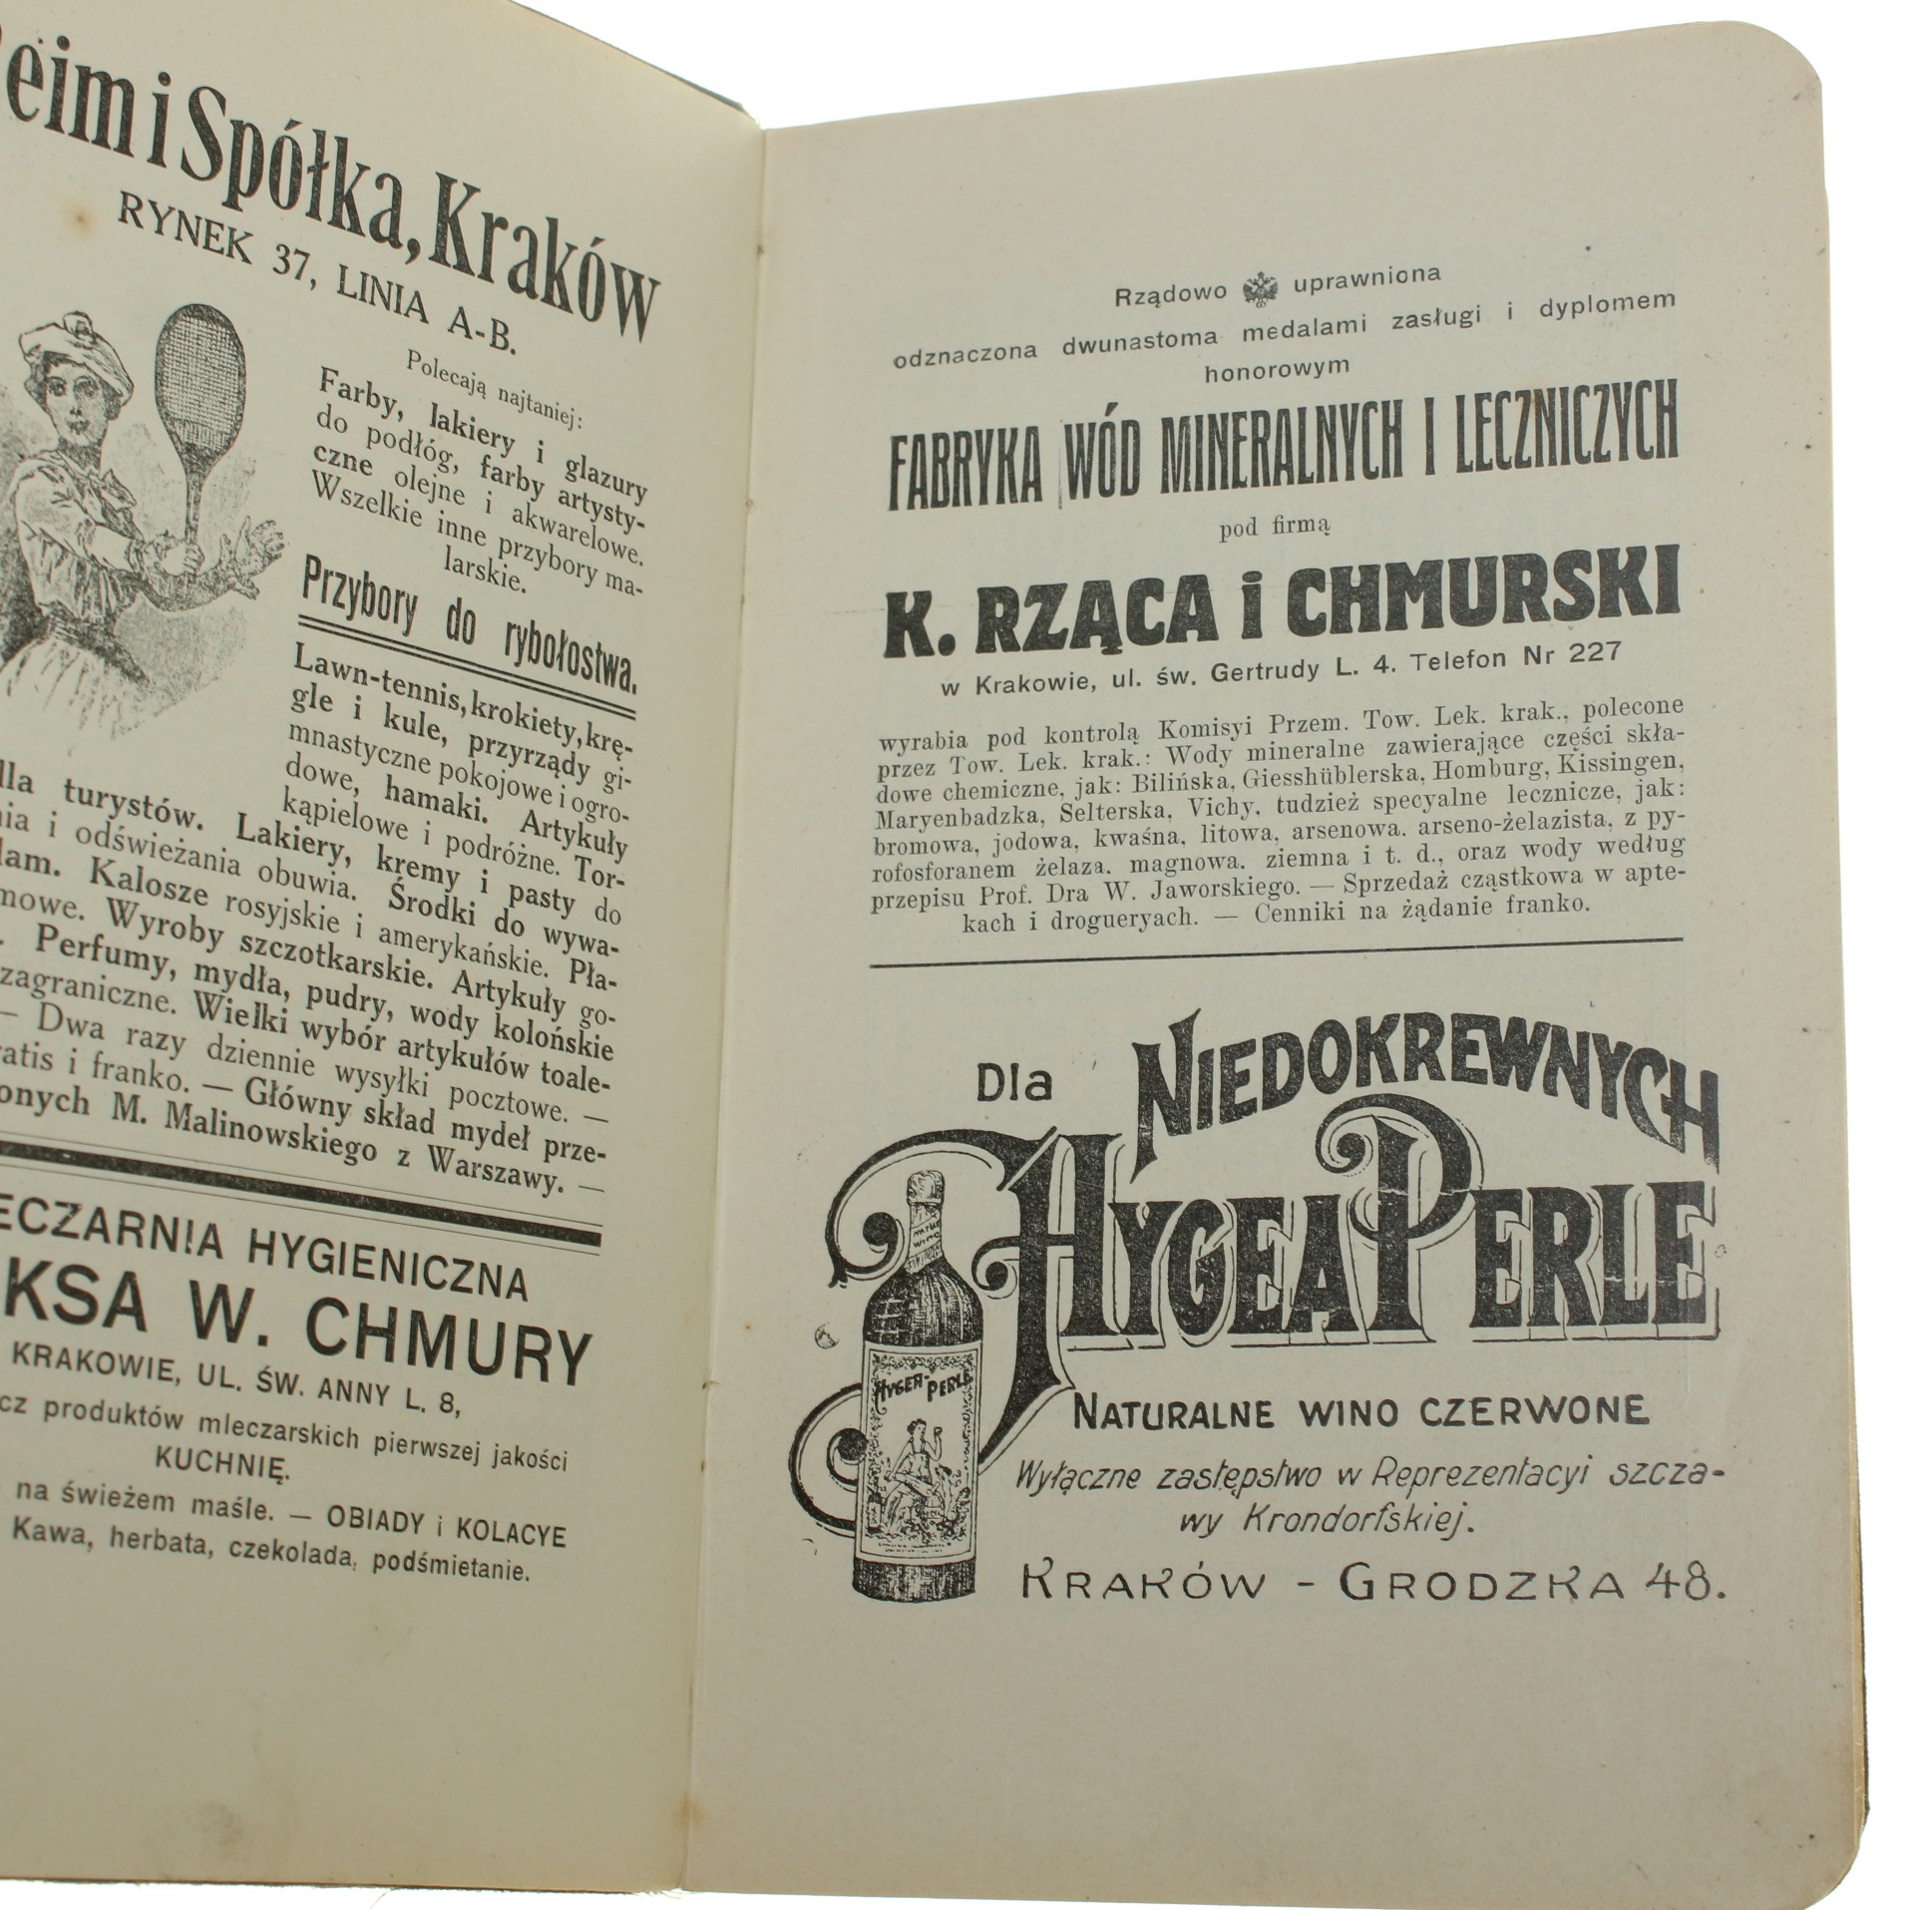 eim i Spółka, Kraków
RYNEK 37, LINIA A-B.
Polecają najtaniej:
Farby, lakiery i glazury
do podłóg, farby artysty-
czne olejne i akwarelowe.
Wszelkie inne przybory ma-
larskie.
Przybory do rybołostwa.
Lawn-tennis, krokiety, krę-
gle i kule, przyrządy gi-
mnastyczne pokojowe i ogro-
dowe, hamaki. Artykuły
kąpielowe i podróżne. Tor-
dla turystów. Lakiery, kremy i pasty do
nia i odświeżania obuwia. Środki do wywa-
lam. Kalosze rosyjskie i amerykańskie. Pła-
mowe. Wyroby szczotkarskie. Artykuły go-
. Perfumy, mydła, pudry, wody kolońskie
zagraniczne. Wielki wybór artykułów toale-
— Dwa razy dziennie wysyłki pocztowe. —
ratis i franko. — Główny skład mydeł prze-
onych M. Malinowskiego z Warszawy. —
ECZARNIA HYGIENICZNA
KSA W. CHMURY
KRAKOWIE, UL. ŚW. ANNY L. 8,
cz produktów mleczarskich pierwszej jakości
KUCHNIĘ.
na świeżem maśle. — OBIADY i KOLACYE
Kawa, herbata, czekolada, podśmietanie.
Rządowo uprawniona
odznaczona dwunastoma medalami zasługi i dyplomem
honorowym
FABRYKA WÓD MINERALNYCH I LECZNICZYCH
pod firmą
K. RZĄCA i CHMURSKI
w Krakowie, ul. św. Gertrudy L. 4. Telefon Nr 227
wyrabia pod kontrolą Komisyi Przem. Tow. Lek. krak., polecone
przez Tow. Lek. krak.: Wody mineralne zawierające części skła-
dowe chemiczne, jak: Bilińska, Giesshüblerska, Homburg, Kissingen,
Maryenbadzka, Selterska, Vichy, tudzież specyalne lecznicze, jak:
bromowa, jodowa, kwaśna, litowa, arsenowa. arseno-żelazista, z py-
rofosforanem żelaza. magnowa. ziemna i t. d., oraz wody według
przepisu Prof. Dra W. Jaworskiego. — Sprzedaż cząstkowa w apte-
kach i drogueryach. — Cenniki na żądanie franko.
Dla NIEDOKREWNYCH
HYGEA PERLE
HYGEA-PERLE
NATURALNE WINO CZERWONE
Wyłączne zastępstwo w Reprezentacyi szcza-
wy Krondorfskiej.
KRAKÓW - GRODZKA 48.